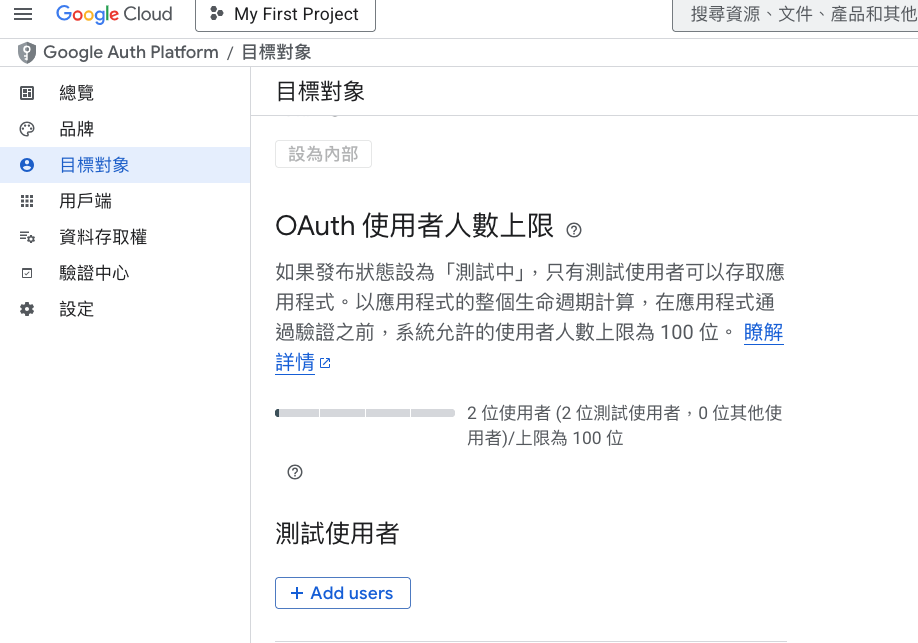 Google Cloud
My First Project
搜尋資源、文件、產品和其他
Google Auth Platform / 目標對象
總覽
品牌
目標對象
用戶端
資料存取權
驗證中心
設定
目標對象
設為內部
OAuth 使用者人數上限
如果發布狀態設為「測試中」，只有測試使用者可以存取應
用程式。以應用程式的整個生命週期計算，在應用程式通
過驗證之前，系統允許的使用者人數上限為 100 位。 瞭解
詳情
2 位使用者 (2 位測試使用者，0 位其他使
用者)/上限為 100 位
測試使用者
+ Add users